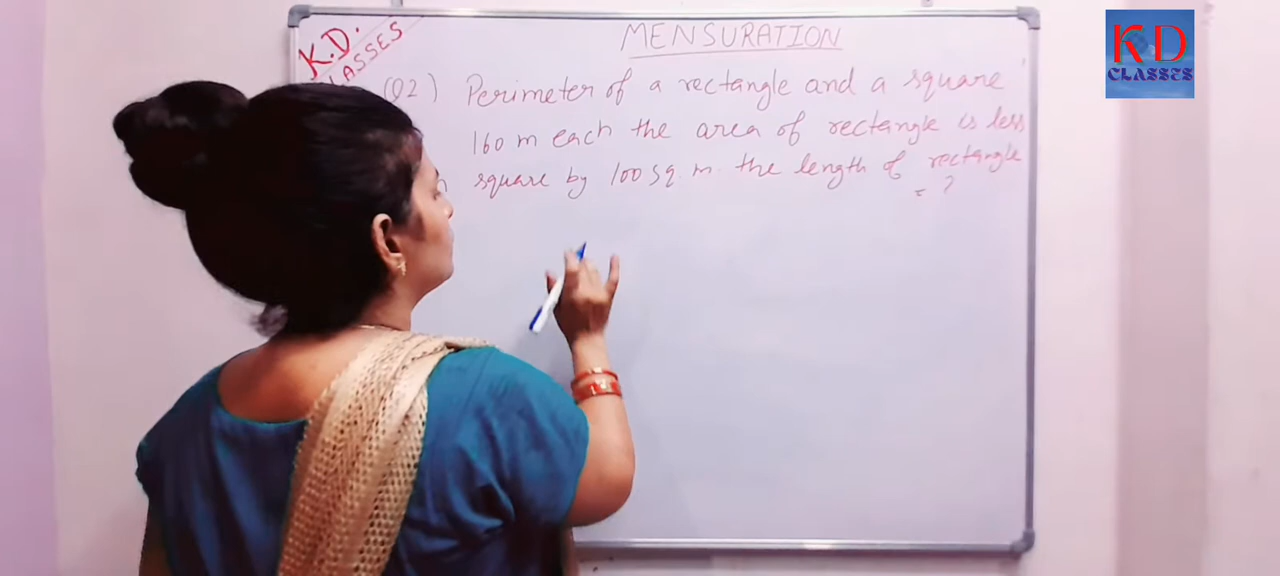 MENSURATION
K.D.
CLASSES
Q2) Perimeter of a rectangle and a square
160 m each the area of rectangle is less
square by 100 sq. m. the length of rectangle
= ?
KD
CLASSES